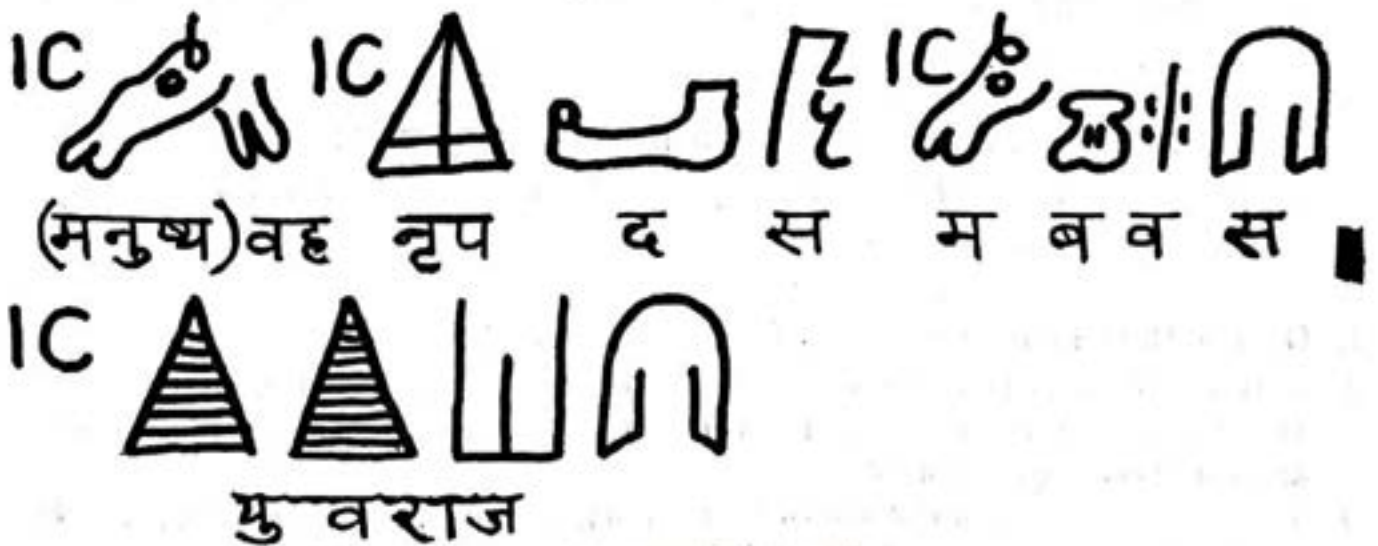 (मनुष्य)वह नृप द स म ब व स
युवराज